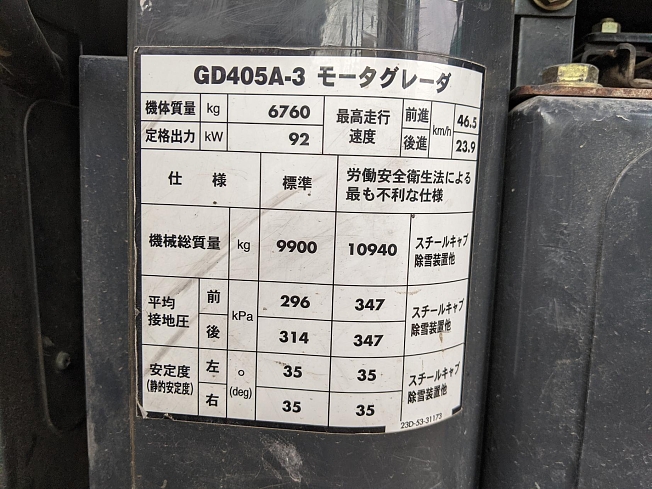 GD405A-3 モータグレーダ
機体質量 kg 6760 最高走行速度 前進 km/h 46.5
定格出力 kW 92 後進 23.9
仕様 標準 労働安全衛生法による
最も不利な仕様
機械総質量 kg 9900 10940 スチールキャブ
除雪装置他
平均接地圧 前 kPa 296 347 スチールキャブ
後 314 347 除雪装置他
安定度 左 ° 35 35 スチールキャブ
(静的安定度) 右 (deg) 35 35 除雪装置他
23D-53-31173